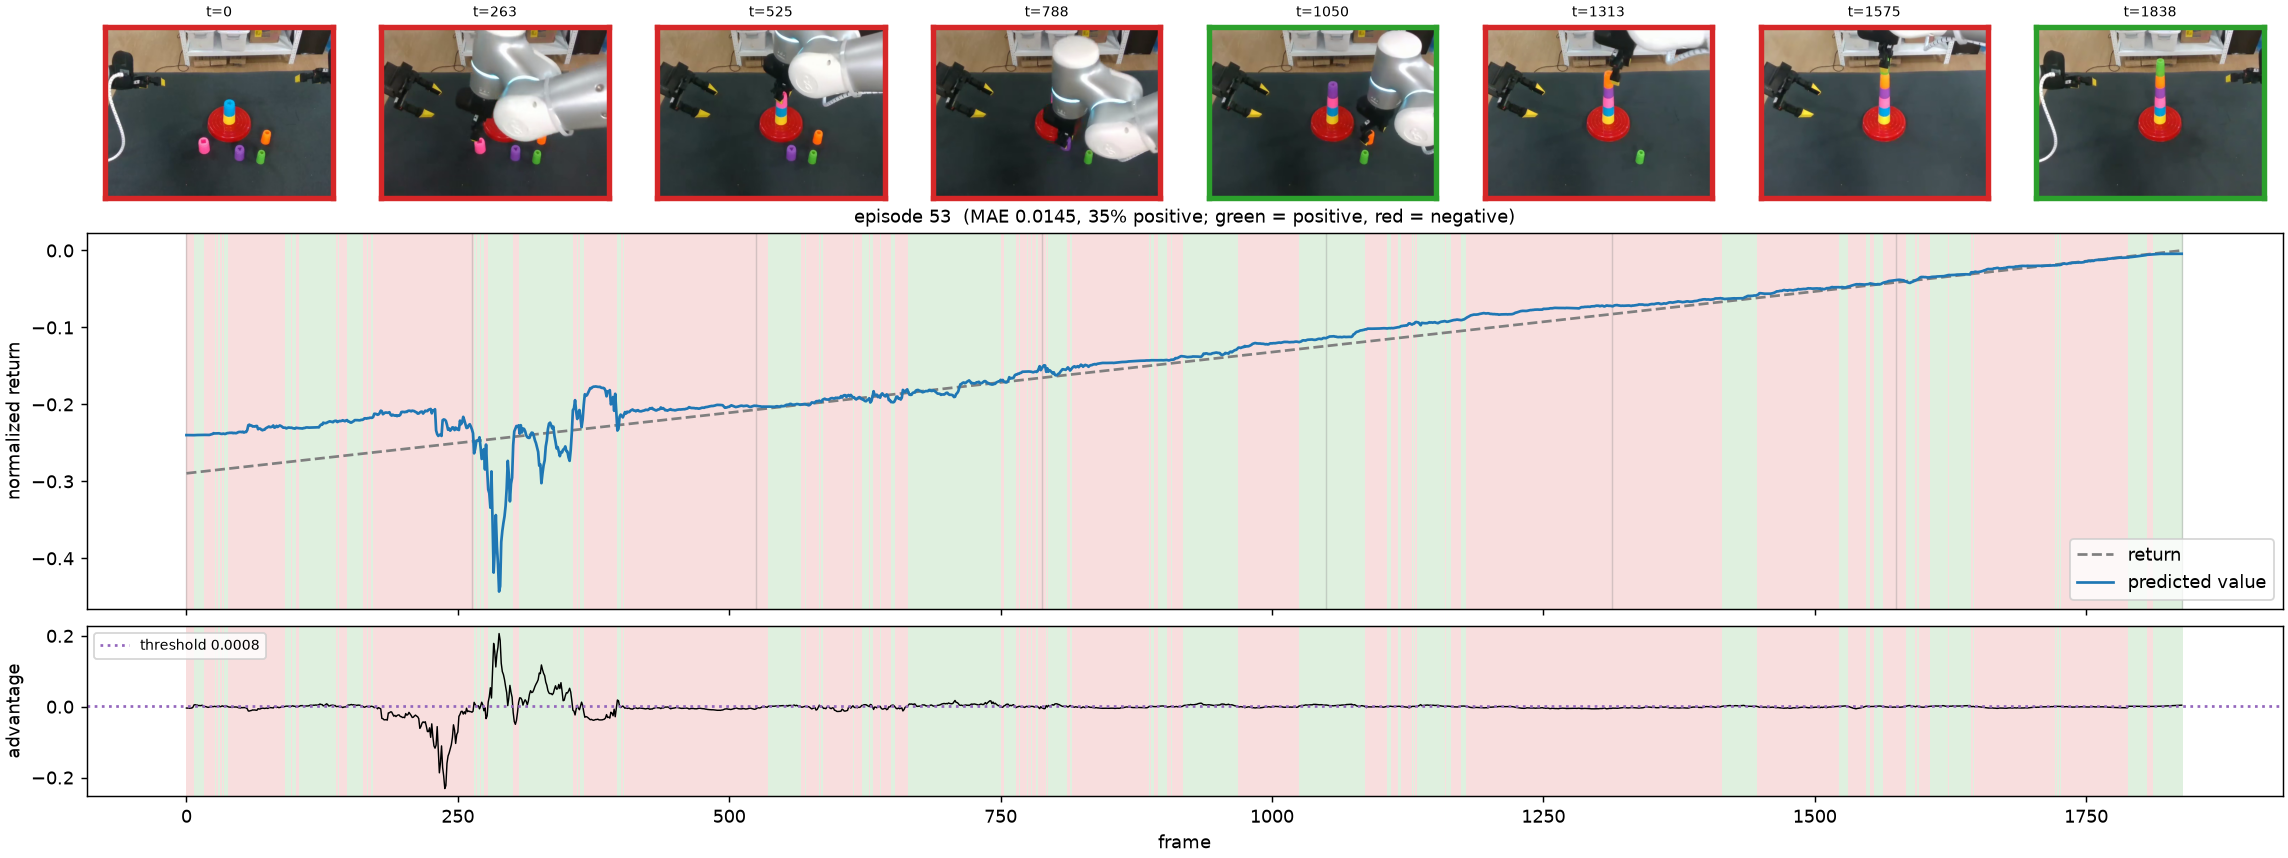 t=0
t=263
t=525
t=788
t=1050
t=1313
t=1575
t=1838
episode 53  (MAE 0.0145, 35% positive; green = positive, red = negative)
normalized return
0.0
−0.1
−0.2
−0.3
−0.4
return
predicted value
advantage
0.2
0.0
−0.2
threshold 0.0008
0
250
500
750
1000
1250
1500
1750
frame